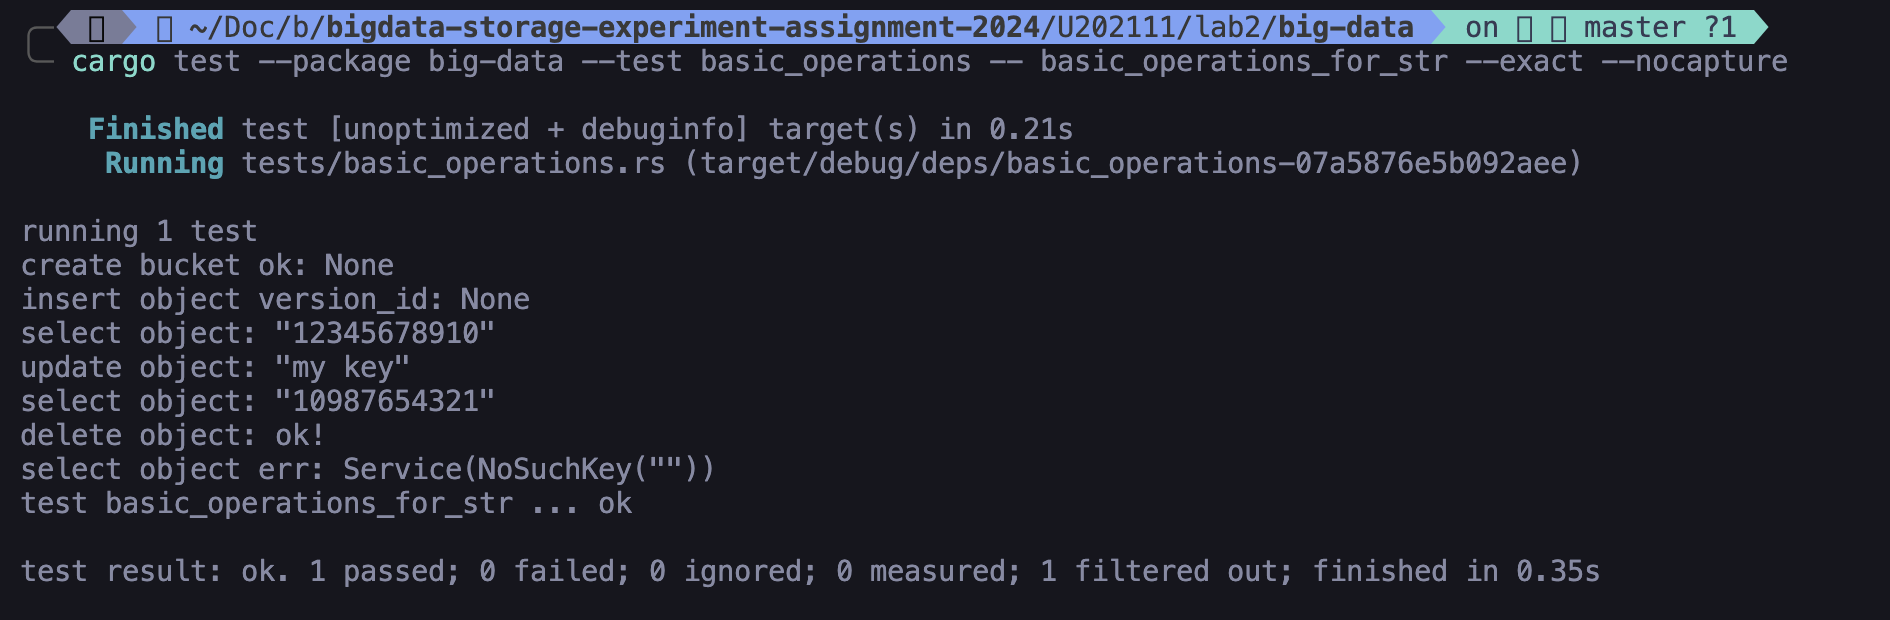 ~/Doc/b/bigdata-storage-experiment-assignment-2024/U202111/lab2/big-data on master ?1
cargo test --package big-data --test basic_operations -- basic_operations_for_str --exact --nocapture
Finished test [unoptimized + debuginfo] target(s) in 0.21s
Running tests/basic_operations.rs (target/debug/deps/basic_operations-07a5876e5b092aee)
running 1 test
create bucket ok: None
insert object version_id: None
select object: "12345678910"
update object: "my key"
select object: "10987654321"
delete object: ok!
select object err: Service(NoSuchKey(""))
test basic_operations_for_str ... ok
test result: ok. 1 passed; 0 failed; 0 ignored; 0 measured; 1 filtered out; finished in 0.35s